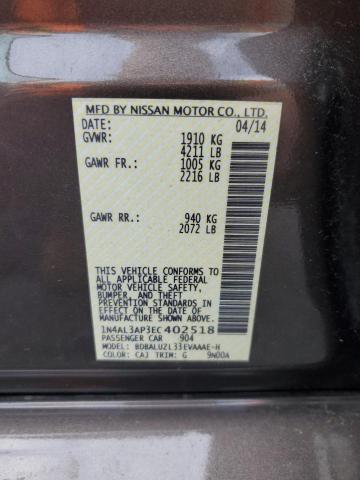 MFD BY NISSAN MOTOR CO., LTD.
DATE: 04/14
GVWR: 1910 KG
4211 LB
GAWR FR: 1005 KG
2216 LB
GAWR RR: 940 KG
2072 LB
THIS VEHICLE CONFORMS
TO ALL APPLICABLE FEDERAL
MOTOR VEHICLE SAFETY,
BUMPER, AND THEFT PREVEN-
TION STANDARDS IN EFFECT
ON THE DATE OF
MANUFACTURE SHOWN ABOVE.
1N4AL3AP3EC402518
PASSENGER CAR 904
MODEL: BDBALUZL33EVAAAE-H
COLOR: CAJ TRIM: G 9N00A